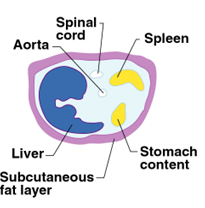 Spinal
cord
Aorta
Spleen
Liver
Stomach
content
Subcutaneous
fat layer